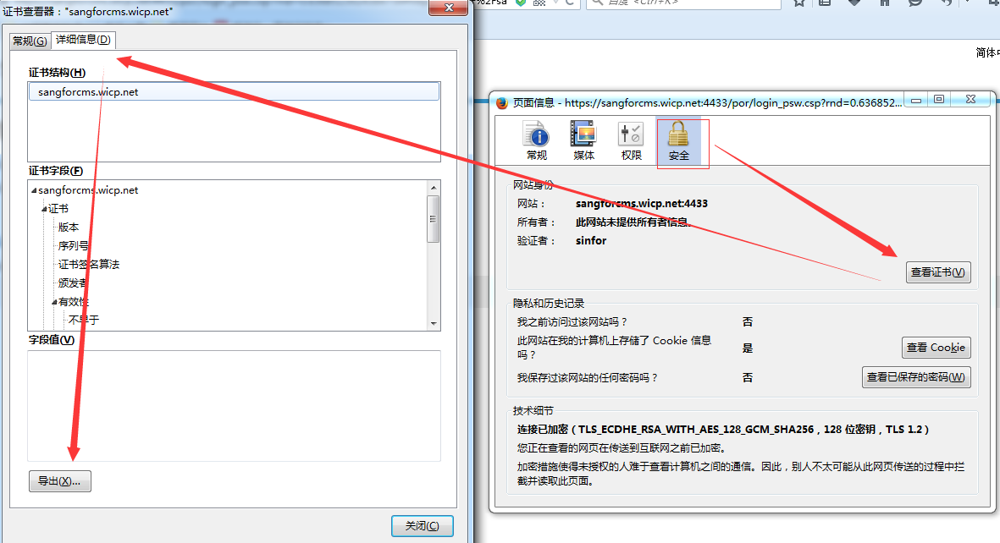 证书查看器："sangforcms.wicp.net"
常规(G)
详细信息(D)
证书结构(H)
sangforcms.wicp.net
证书字段(F)
sangforcms.wicp.net
证书
版本
序列号
证书签名算法
颁发者
有效性
不早于
字段值(V)
导出(X)...
关闭(C)
%2Fsa
百度 <Ctrl+K>
简体中
页面信息 - https://sangforcms.wicp.net:4433/por/login_psw.csp?rnd=0.636852...
常规
媒体
权限
安全
网站身份
网站：
sangforcms.wicp.net:4433
所有者：
此网站未提供所有者信息。
验证者：
sinfor
查看证书(V)
隐私和历史记录
我之前访问过该网站吗？
否
此网站在我的计算机上存储了 Cookie 信息
吗？
是
查看 Cookie
我保存过该网站的任何密码吗？
否
查看已保存的密码(W)
技术细节
连接已加密（TLS_ECDHE_RSA_WITH_AES_128_GCM_SHA256，128 位密钥，TLS 1.2）
您正在查看的网页在传送到互联网之前已加密。
加密措施使得未授权的人难于查看计算机之间的通信。因此，别人不太可能从此网页传送的过程中拦
截并读取此页面。